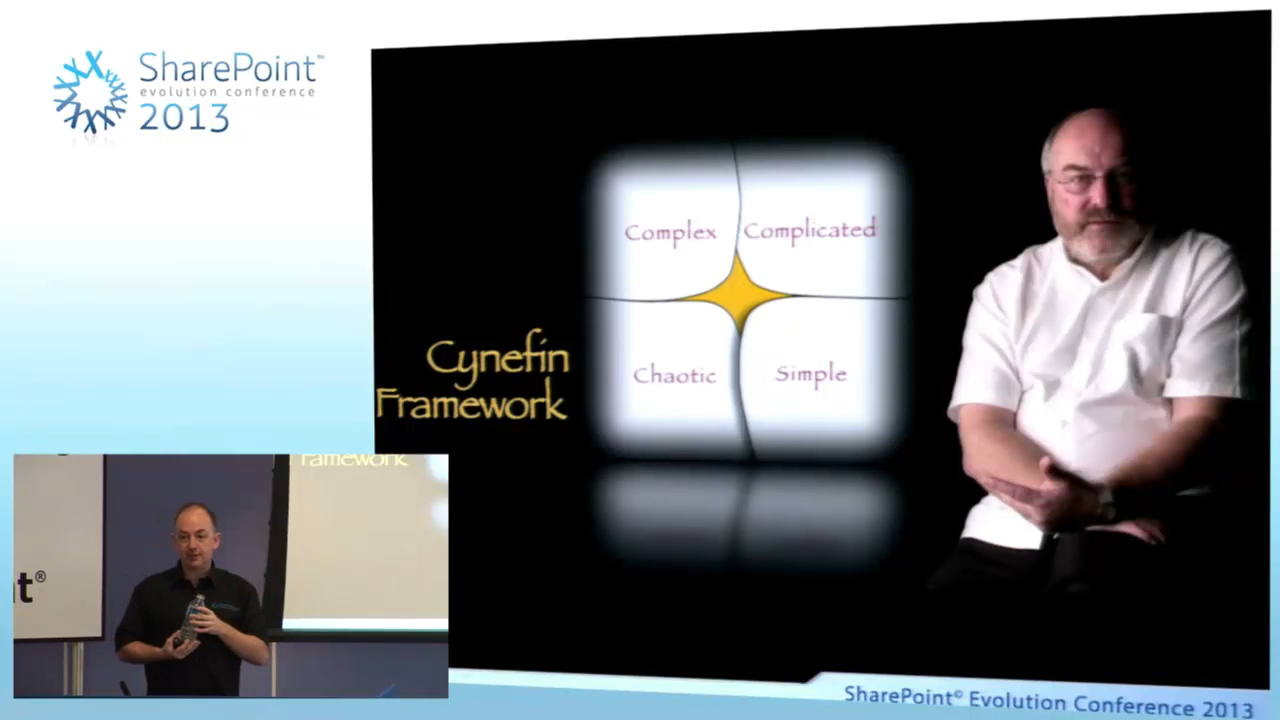 SharePoint™
evolution conference
2013
Complex
Complicated
Cynefin
Framework
Chaotic
Simple
Framework
t®
SharePoint® Evolution Conference 2013